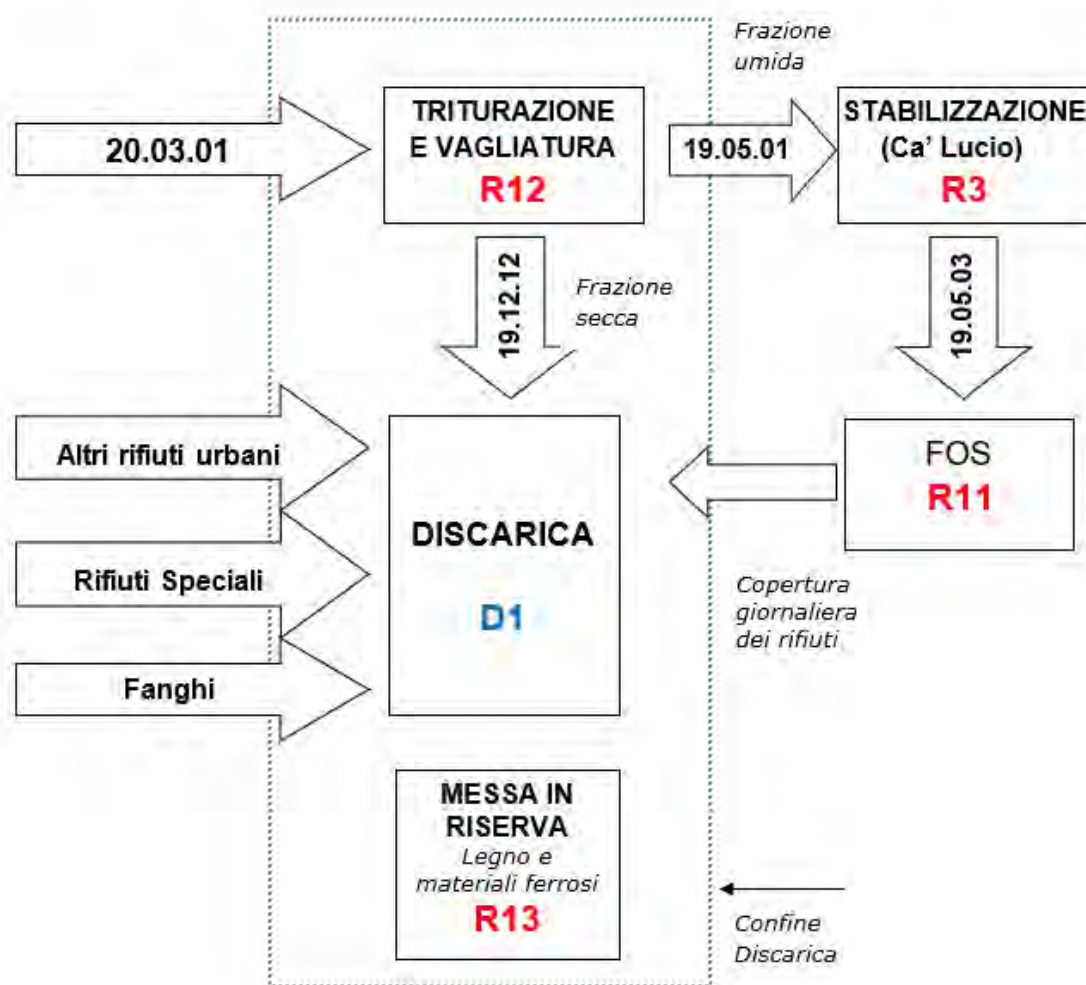 Frazione
umida
20.03.01
TRITURAZIONE
E VAGLIATURA
R12
19.05.01
STABILIZZAZIONE
(Ca' Lucio)
R3
19.12.12
Frazione
secca
19.05.03
Altri rifiuti urbani
Rifiuti Speciali
Fanghi
DISCARICA
D1
FOS
R11
Copertura
giornaliera
dei rifiuti
MESSA IN
RISERVA
Legno e
materiali ferrosi
R13
Confine
Discarica